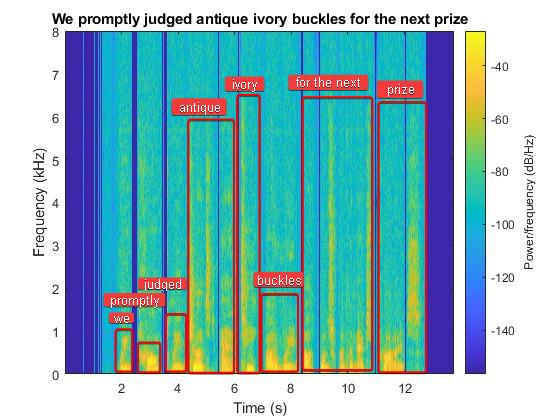 We promptly judged antique ivory buckles for the next prize
8
7
6
5
4
3
2
1
0
Frequency (kHz)
we
promptly
judged
antique
ivory
buckles
for the next
prize
2 4 6 8 10 12
Time (s)
-40
-60
-80
-100
-120
-140
Power/frequency (dB/Hz)